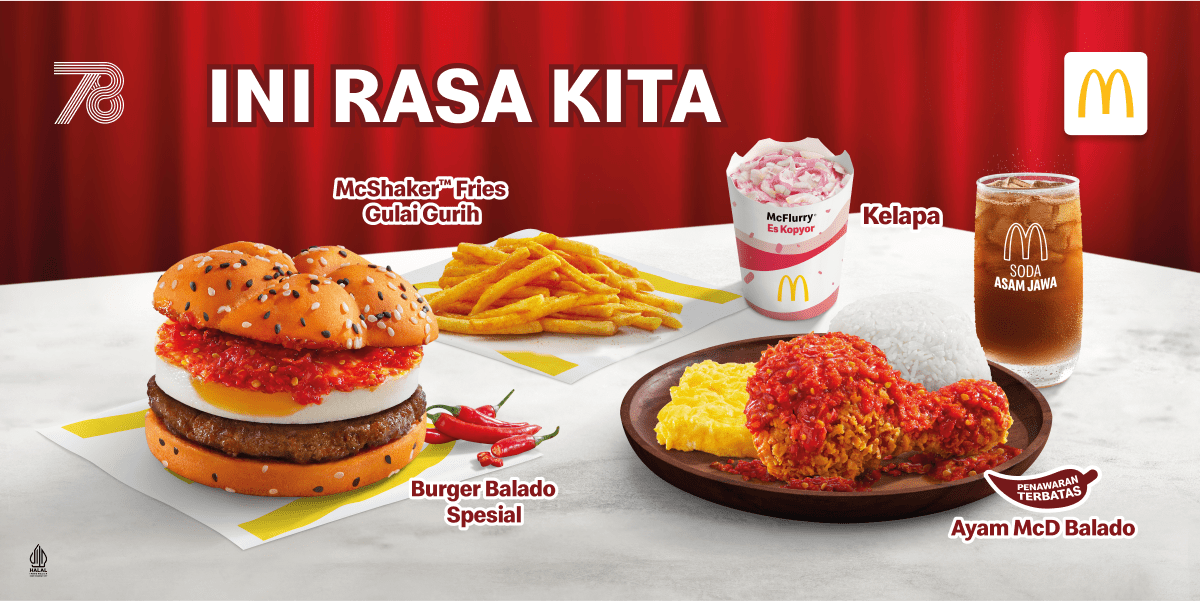 78
INI RASA KITA
McShaker™ Fries
Gulai Gurih
McFlurry®
Es Kopyor
Kelapa
SODA
ASAM JAWA
Burger Balado
Spesial
PENAWARAN
TERBATAS
Ayam McD Balado
HALAL